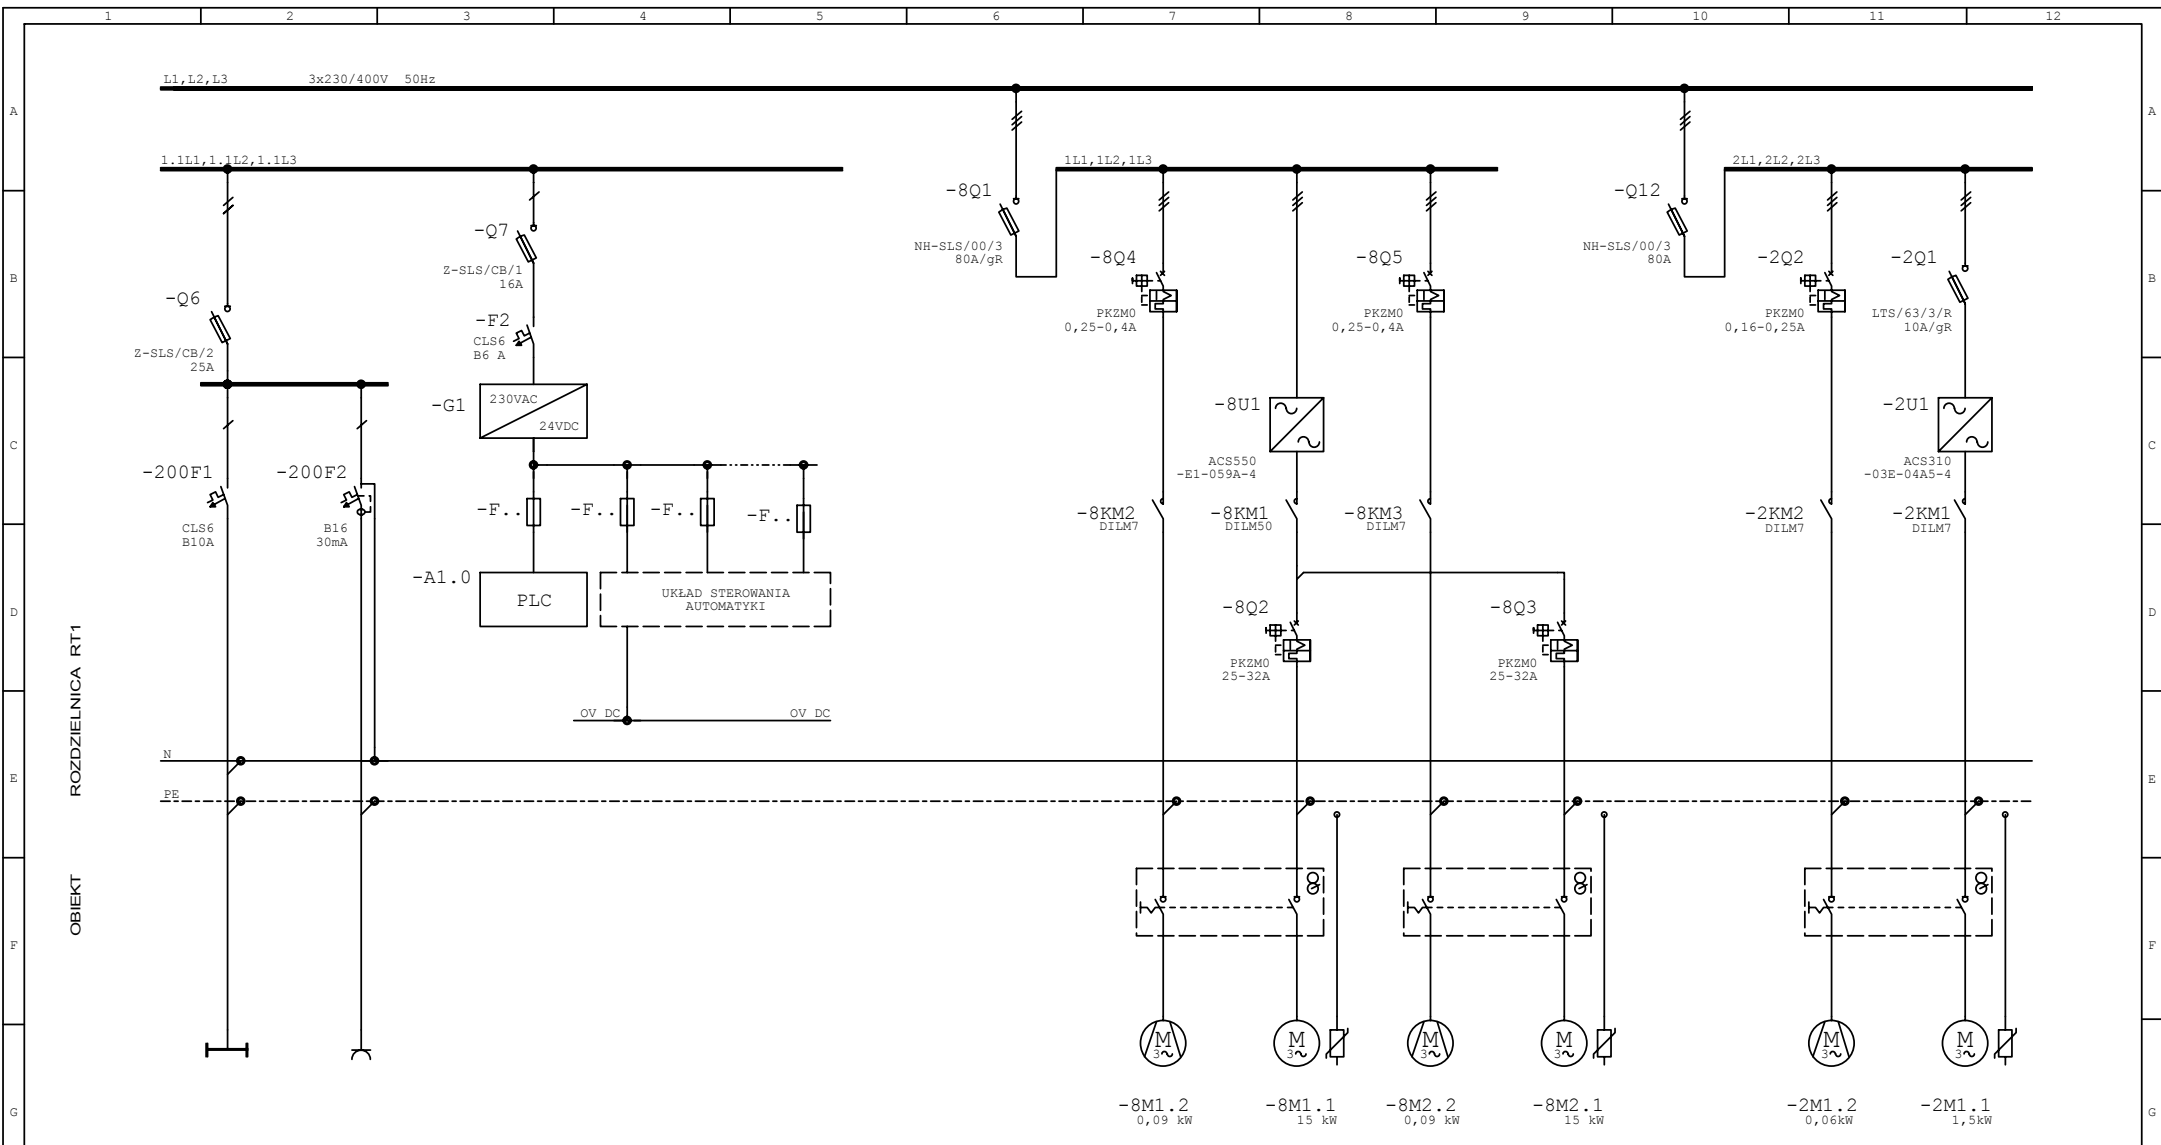 1 2 3 4 5 6 7 8 9 10 11 12
L1,L2,L3 3x230/400V 50Hz
A A
1.1L1,1.1L2,1.1L3 1L1,1L2,1L3 2L1,2L2,2L3
-8Q1 -Q12
-Q7
NH-SLS/00/3 NH-SLS/00/3
80A/gR 80A
-8Q4 -8Q5 -2Q2 -2Q1
Z-SLS/CB/1
16A
B B
-Q6
PKZM0 PKZM0 PKZM0 LTS/63/3/R
0,25-0,4A 0,25-0,4A 0,16-0,25A 10A/gR
-F2
CLS6
B6 A
Z-SLS/CB/2
25A
-G1 230VAC
24VDC
-8U1 -2U1
C C
ACS550 ACS310
-E1-059A-4 -03E-04A5-4
-200F1 -200F2
-F.. -F.. -F.. -F..
-8KM2 -8KM1 -8KM3 -2KM2 -2KM1
DILM7 DILM50 DILM7 DILM7 DILM7
CLS6 B16
B10A 30mA
-A1.0 PLC
UKŁAD STEROWANIA
AUTOMATYKI
-8Q2 -8Q3
D D
PKZM0 PKZM0
25-32A 25-32A
ROZDZIELNICA RT1
OV DC OV DC
N
E E
PE
OBIEKT
F F
M M M M M M
3~ 3~ 3~ 3~ 3~ 3~
-8M1.2 -8M1.1 -8M2.2 -8M2.1 -2M1.2 -2M1.1
0,09 kW 15 kW 0,09 kW 15 kW 0,06kW 1,5kW
G G